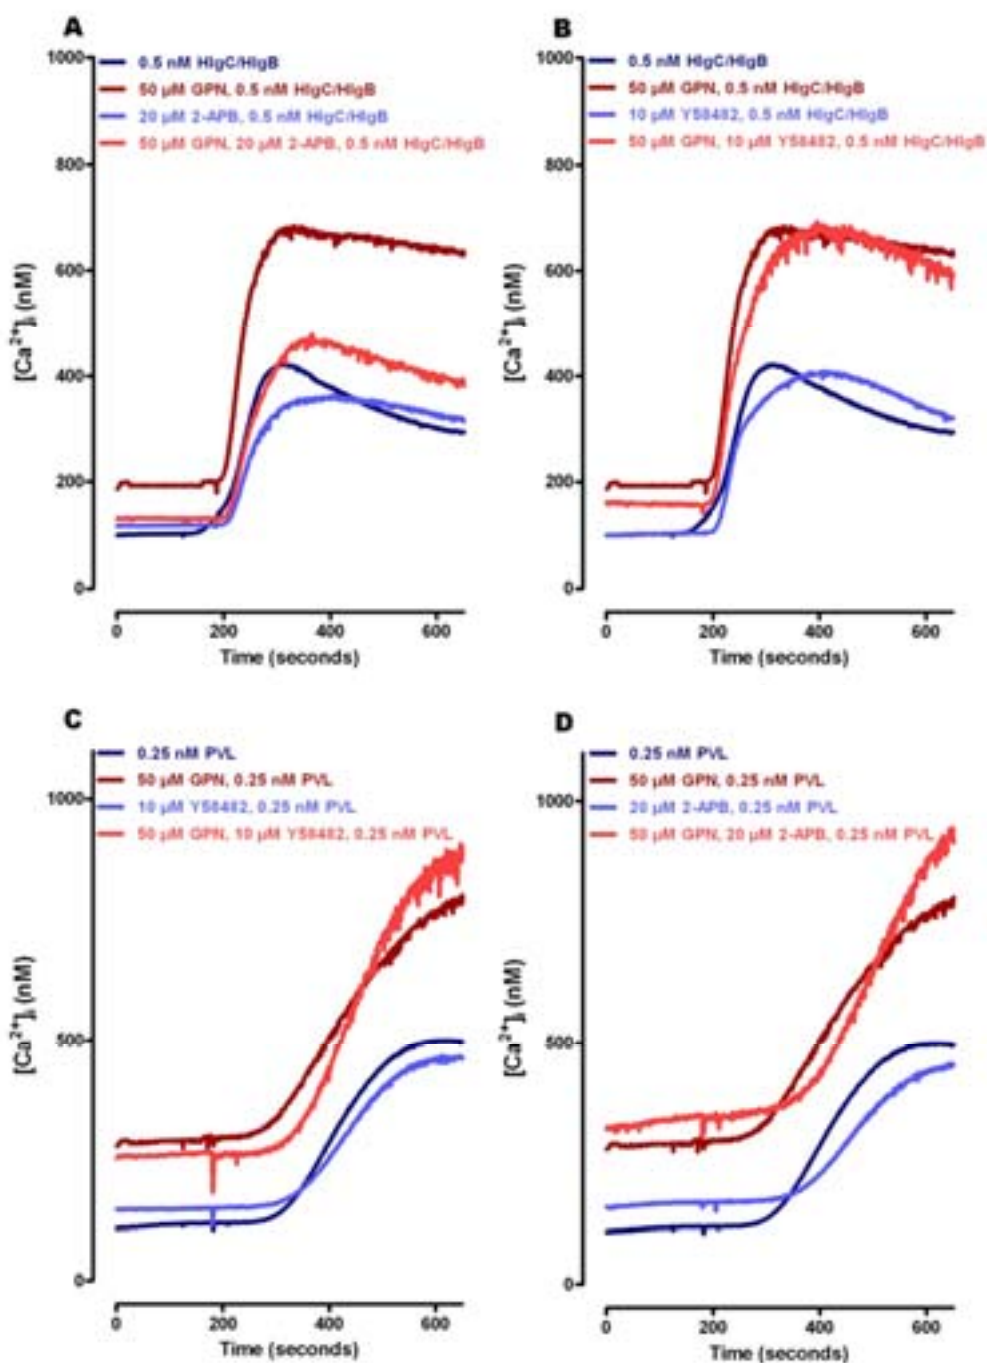 A
1000
0.5 nM HlgC/HlgB
50 µM GPN, 0.5 nM HlgC/HlgB
20 µM 2-APB, 0.5 nM HlgC/HlgB
50 µM GPN, 20 µM 2-APB, 0.5 nM HlgC/HlgB
800
600
400
200
0
[Ca²⁺]i (nM)
0 200 400 600
Time (seconds)
B
1000
0.5 nM HlgC/HlgB
50 µM GPN, 0.5 nM HlgC/HlgB
10 µM Y58482, 0.5 nM HlgC/HlgB
50 µM GPN, 10 µM Y58482, 0.5 nM HlgC/HlgB
800
600
400
200
0
[Ca²⁺]i (nM)
0 200 400 600
Time (seconds)
C
0.25 nM PVL
50 µM GPN, 0.25 nM PVL
10 µM Y58482, 0.25 nM PVL
50 µM GPN, 10 µM Y58482, 0.25 nM PVL
1000
500
0
[Ca²⁺]i (nM)
0 200 400 600
Time (seconds)
D
0.25 nM PVL
50 µM GPN, 0.25 nM PVL
20 µM 2-APB, 0.25 nM PVL
50 µM GPN, 20 µM 2-APB, 0.25 nM PVL
1000
500
0
[Ca²⁺]i (nM)
0 200 400 600
Time (seconds)